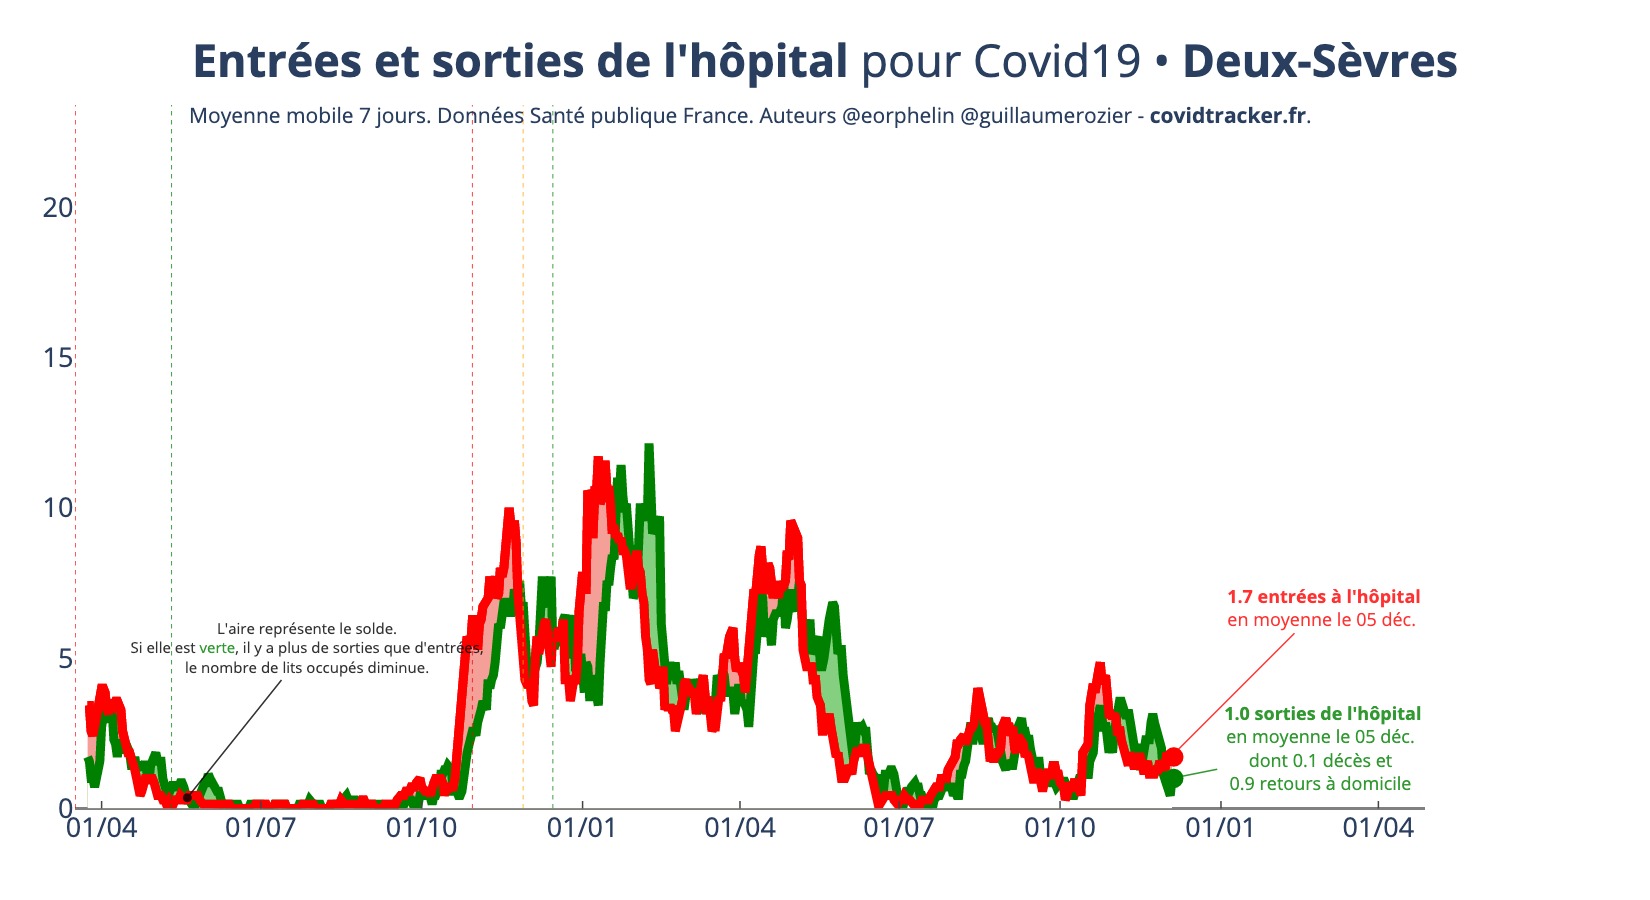 Entrées et sorties de l'hôpital pour Covid19 • Deux-Sèvres
Moyenne mobile 7 jours. Données Santé publique France. Auteurs @eorphelin @guillaumerozier - covidtracker.fr.
20
15
10
5
0
L'aire représente le solde.
Si elle est verte, il y a plus de sorties que d'entrées,
le nombre de lits occupés diminue.
1.7 entrées à l'hôpital
en moyenne le 05 déc.
1.0 sorties de l'hôpital
en moyenne le 05 déc.
dont 0.1 décès et
0.9 retours à domicile
01/04 01/07 01/10 01/01 01/04 01/07 01/10 01/01 01/04